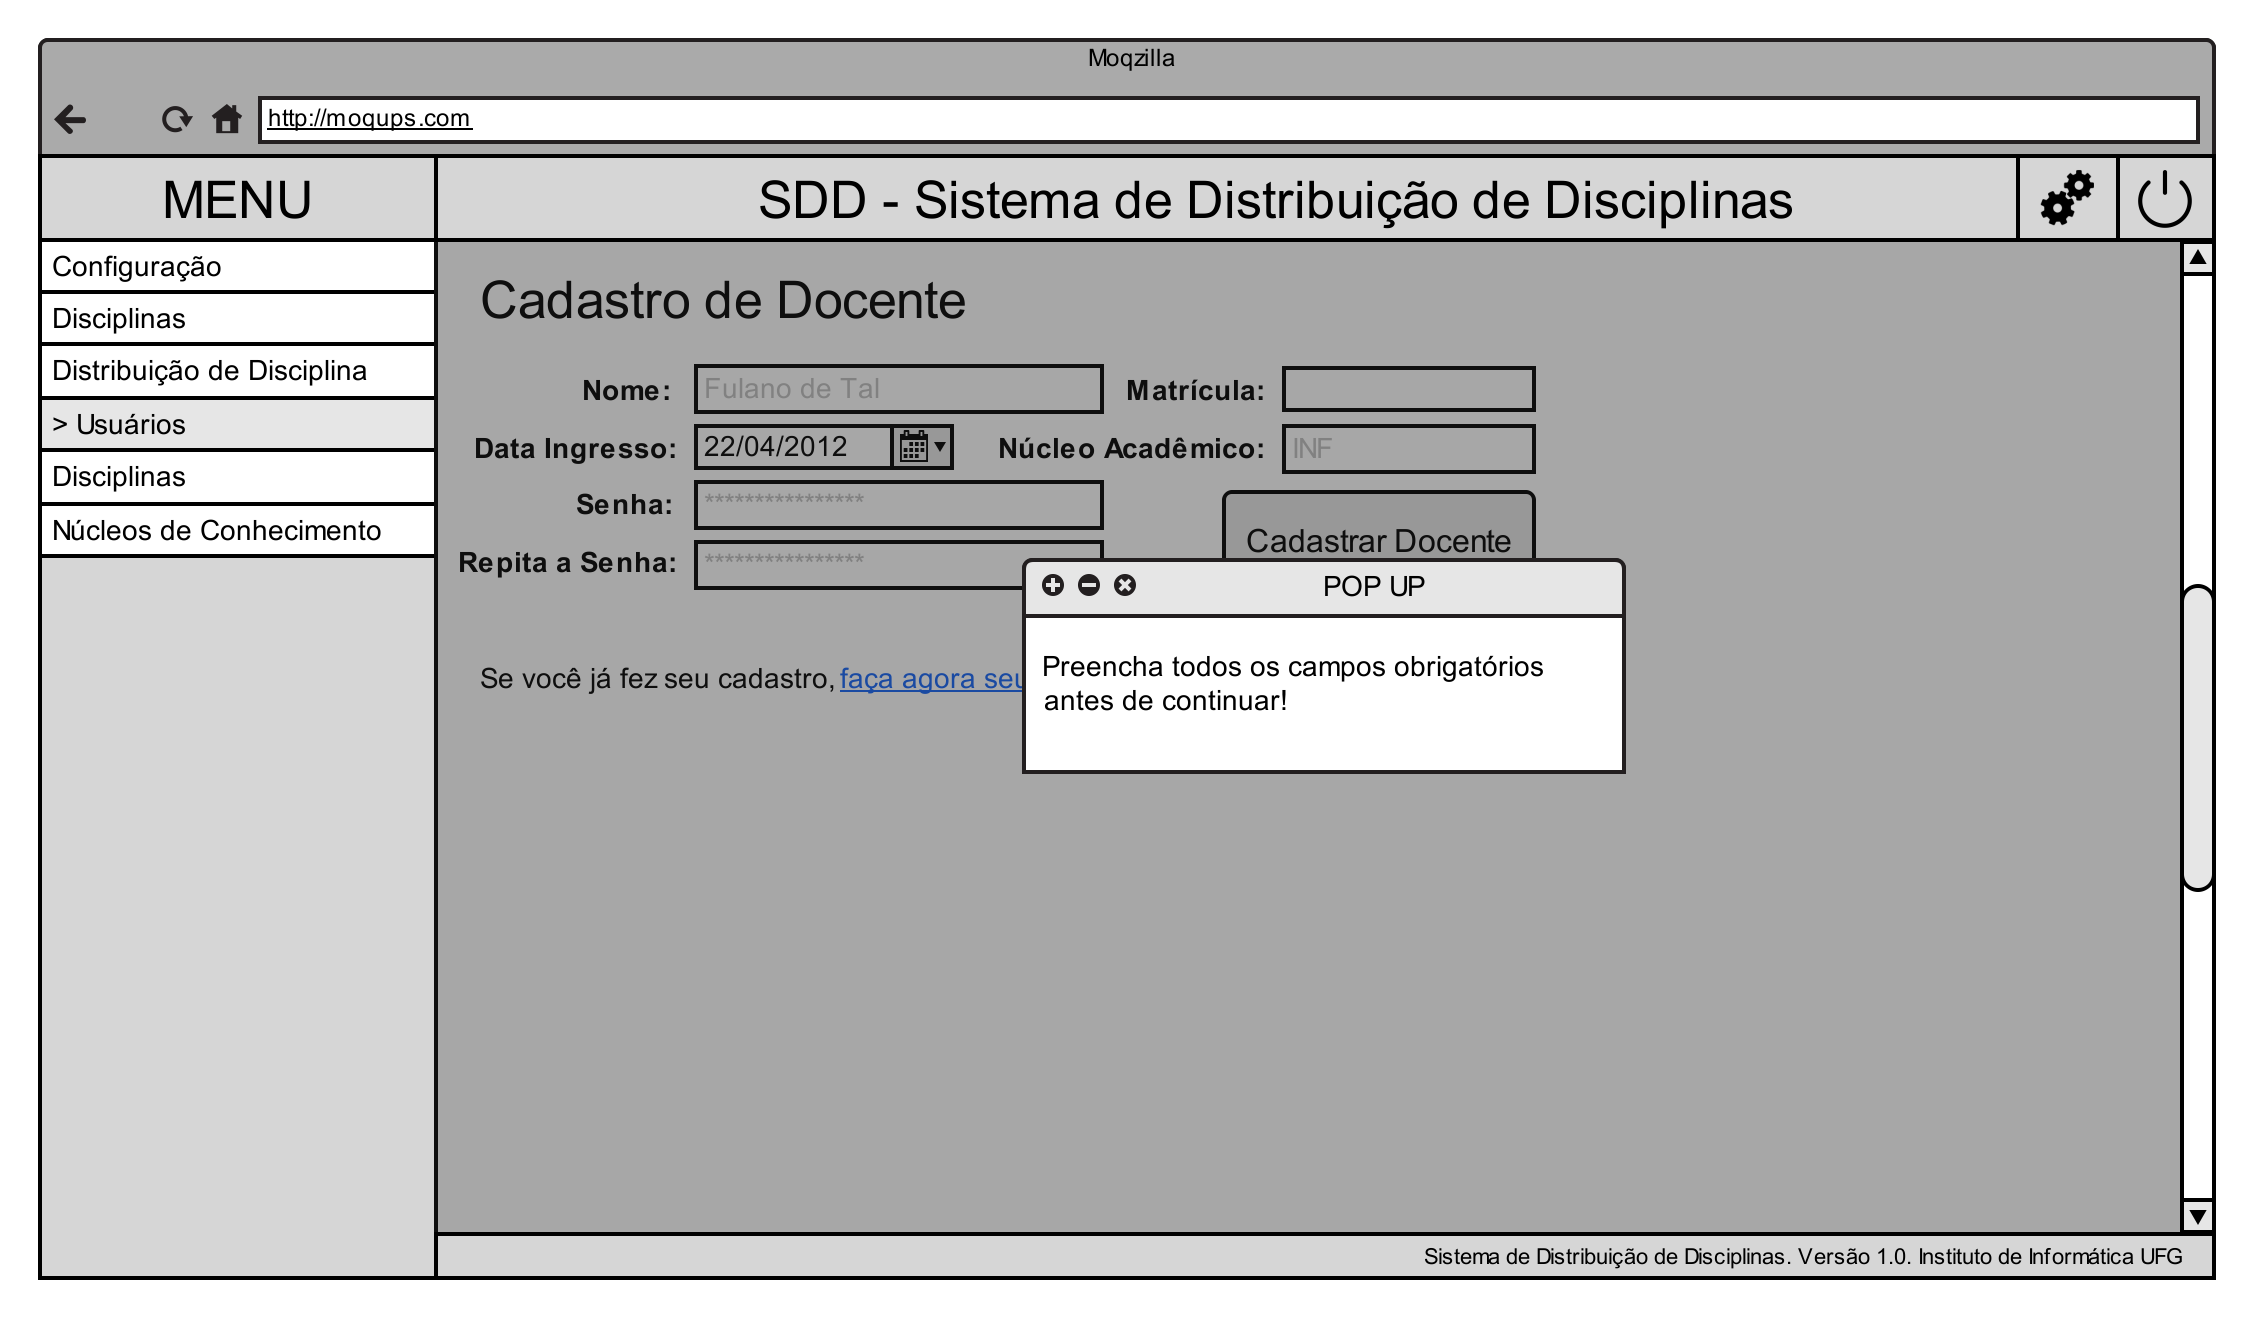 Moqzilla
http://moqups.com
MENU
SDD - Sistema de Distribuição de Disciplinas
Configuração
Disciplinas
Distribuição de Disciplina
> Usuários
Disciplinas
Núcleos de Conhecimento
Cadastro de Docente
Nome: Fulano de Tal Matrícula:
Data Ingresso: 22/04/2012 Núcleo Acadêmico: INF
Senha: ****************
Cadastrar Docente
Repita a Senha: ****************
POP UP
Preencha todos os campos obrigatórios
antes de continuar!
Se você já fez seu cadastro, faça agora seu
Sistema de Distribuição de Disciplinas. Versão 1.0. Instituto de Informática UFG